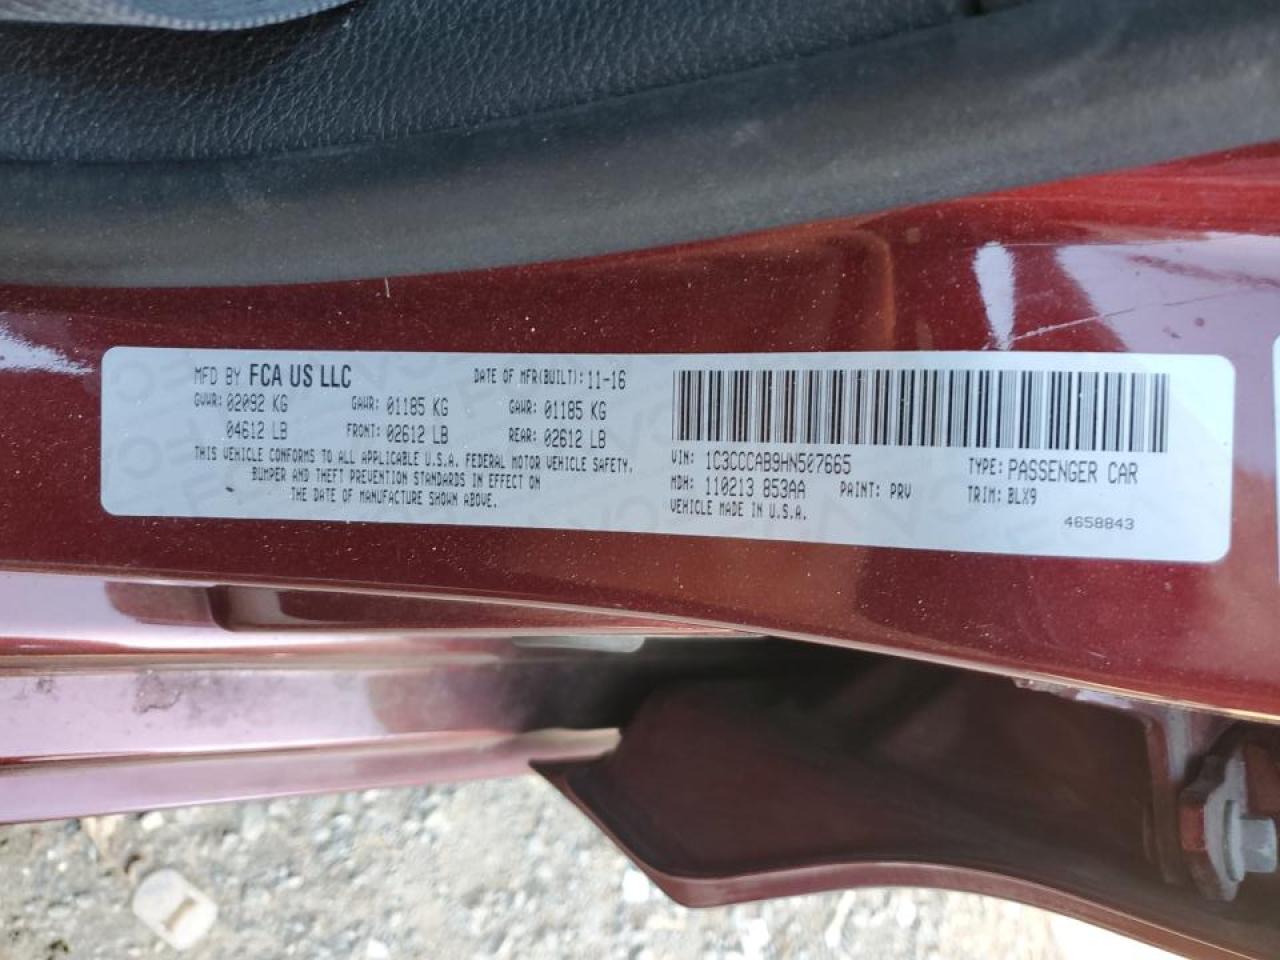 MFD BY FCA US LLC DATE OF MFR(BUILT): 11-16
GVWR: 02092 KG GAWR: 01185 KG GAWR: 01185 KG
04612 LB FRONT: 02612 LB REAR: 02612 LB
THIS VEHICLE CONFORMS TO ALL APPLICABLE U.S.A. FEDERAL MOTOR VEHICLE SAFETY,
BUMPER AND THEFT PREVENTION STANDARDS IN EFFECT ON
THE DATE OF MANUFACTURE SHOWN ABOVE.
VIN: 1C3CCCAB9HN507665 TYPE: PASSENGER CAR
MDH: 110213 853AA PAINT: PRV TRIM: BLX9
VEHICLE MADE IN U.S.A.
4658843